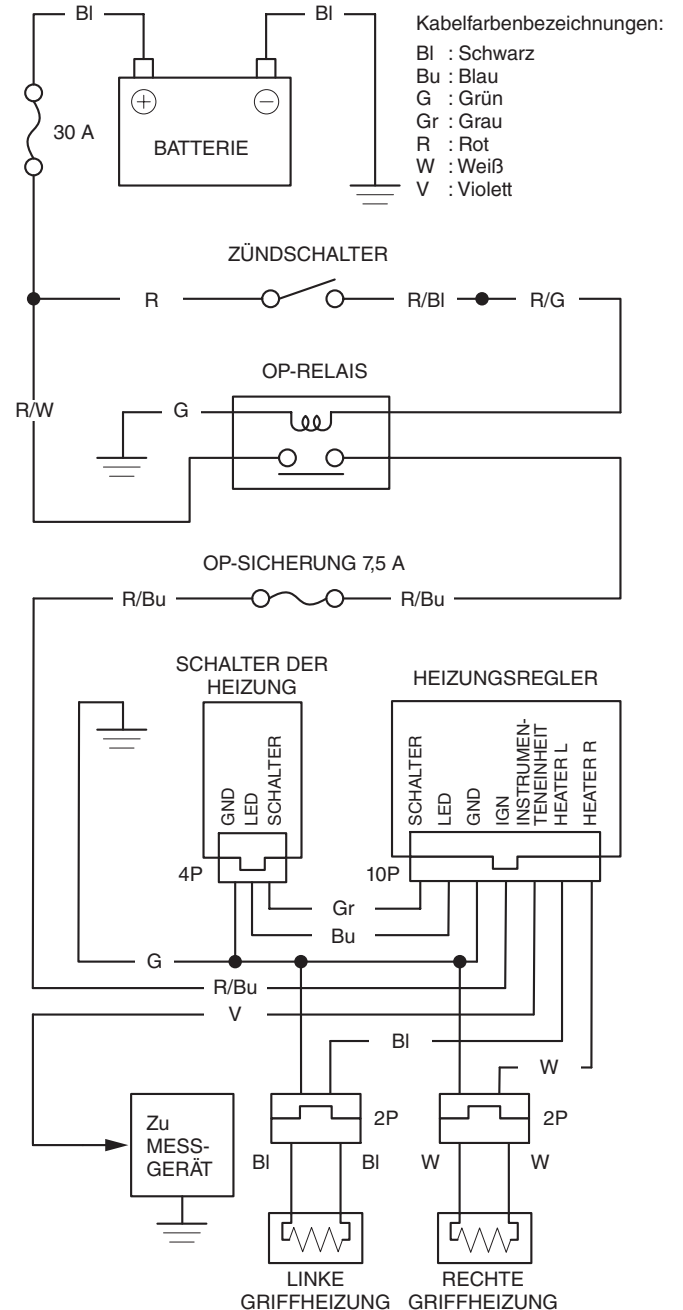 Bl
Bl
Kabelfarbenbezeichnungen:
Bl : Schwarz
Bu : Blau
G : Grün
Gr : Grau
R : Rot
W : Weiß
V : Violett
30 A
+
−
BATTERIE
ZÜNDSCHALTER
R
R/Bl
R/G
OP-RELAIS
R/W
G
OP-SICHERUNG 7,5 A
R/Bu
R/Bu
SCHALTER DER
HEIZUNG
HEIZUNGSREGLER
GND
LED
SCHALTER
SCHALTER
LED
GND
IGN
INSTRUMEN-
TENEINHEIT
HEATER L
HEATER R
4P
10P
Gr
Bu
G
R/Bu
V
Bl
W
Zu
MESS-
GERÄT
2P
2P
Bl
Bl
W
W
LINKE
GRIFFHEIZUNG
RECHTE
GRIFFHEIZUNG